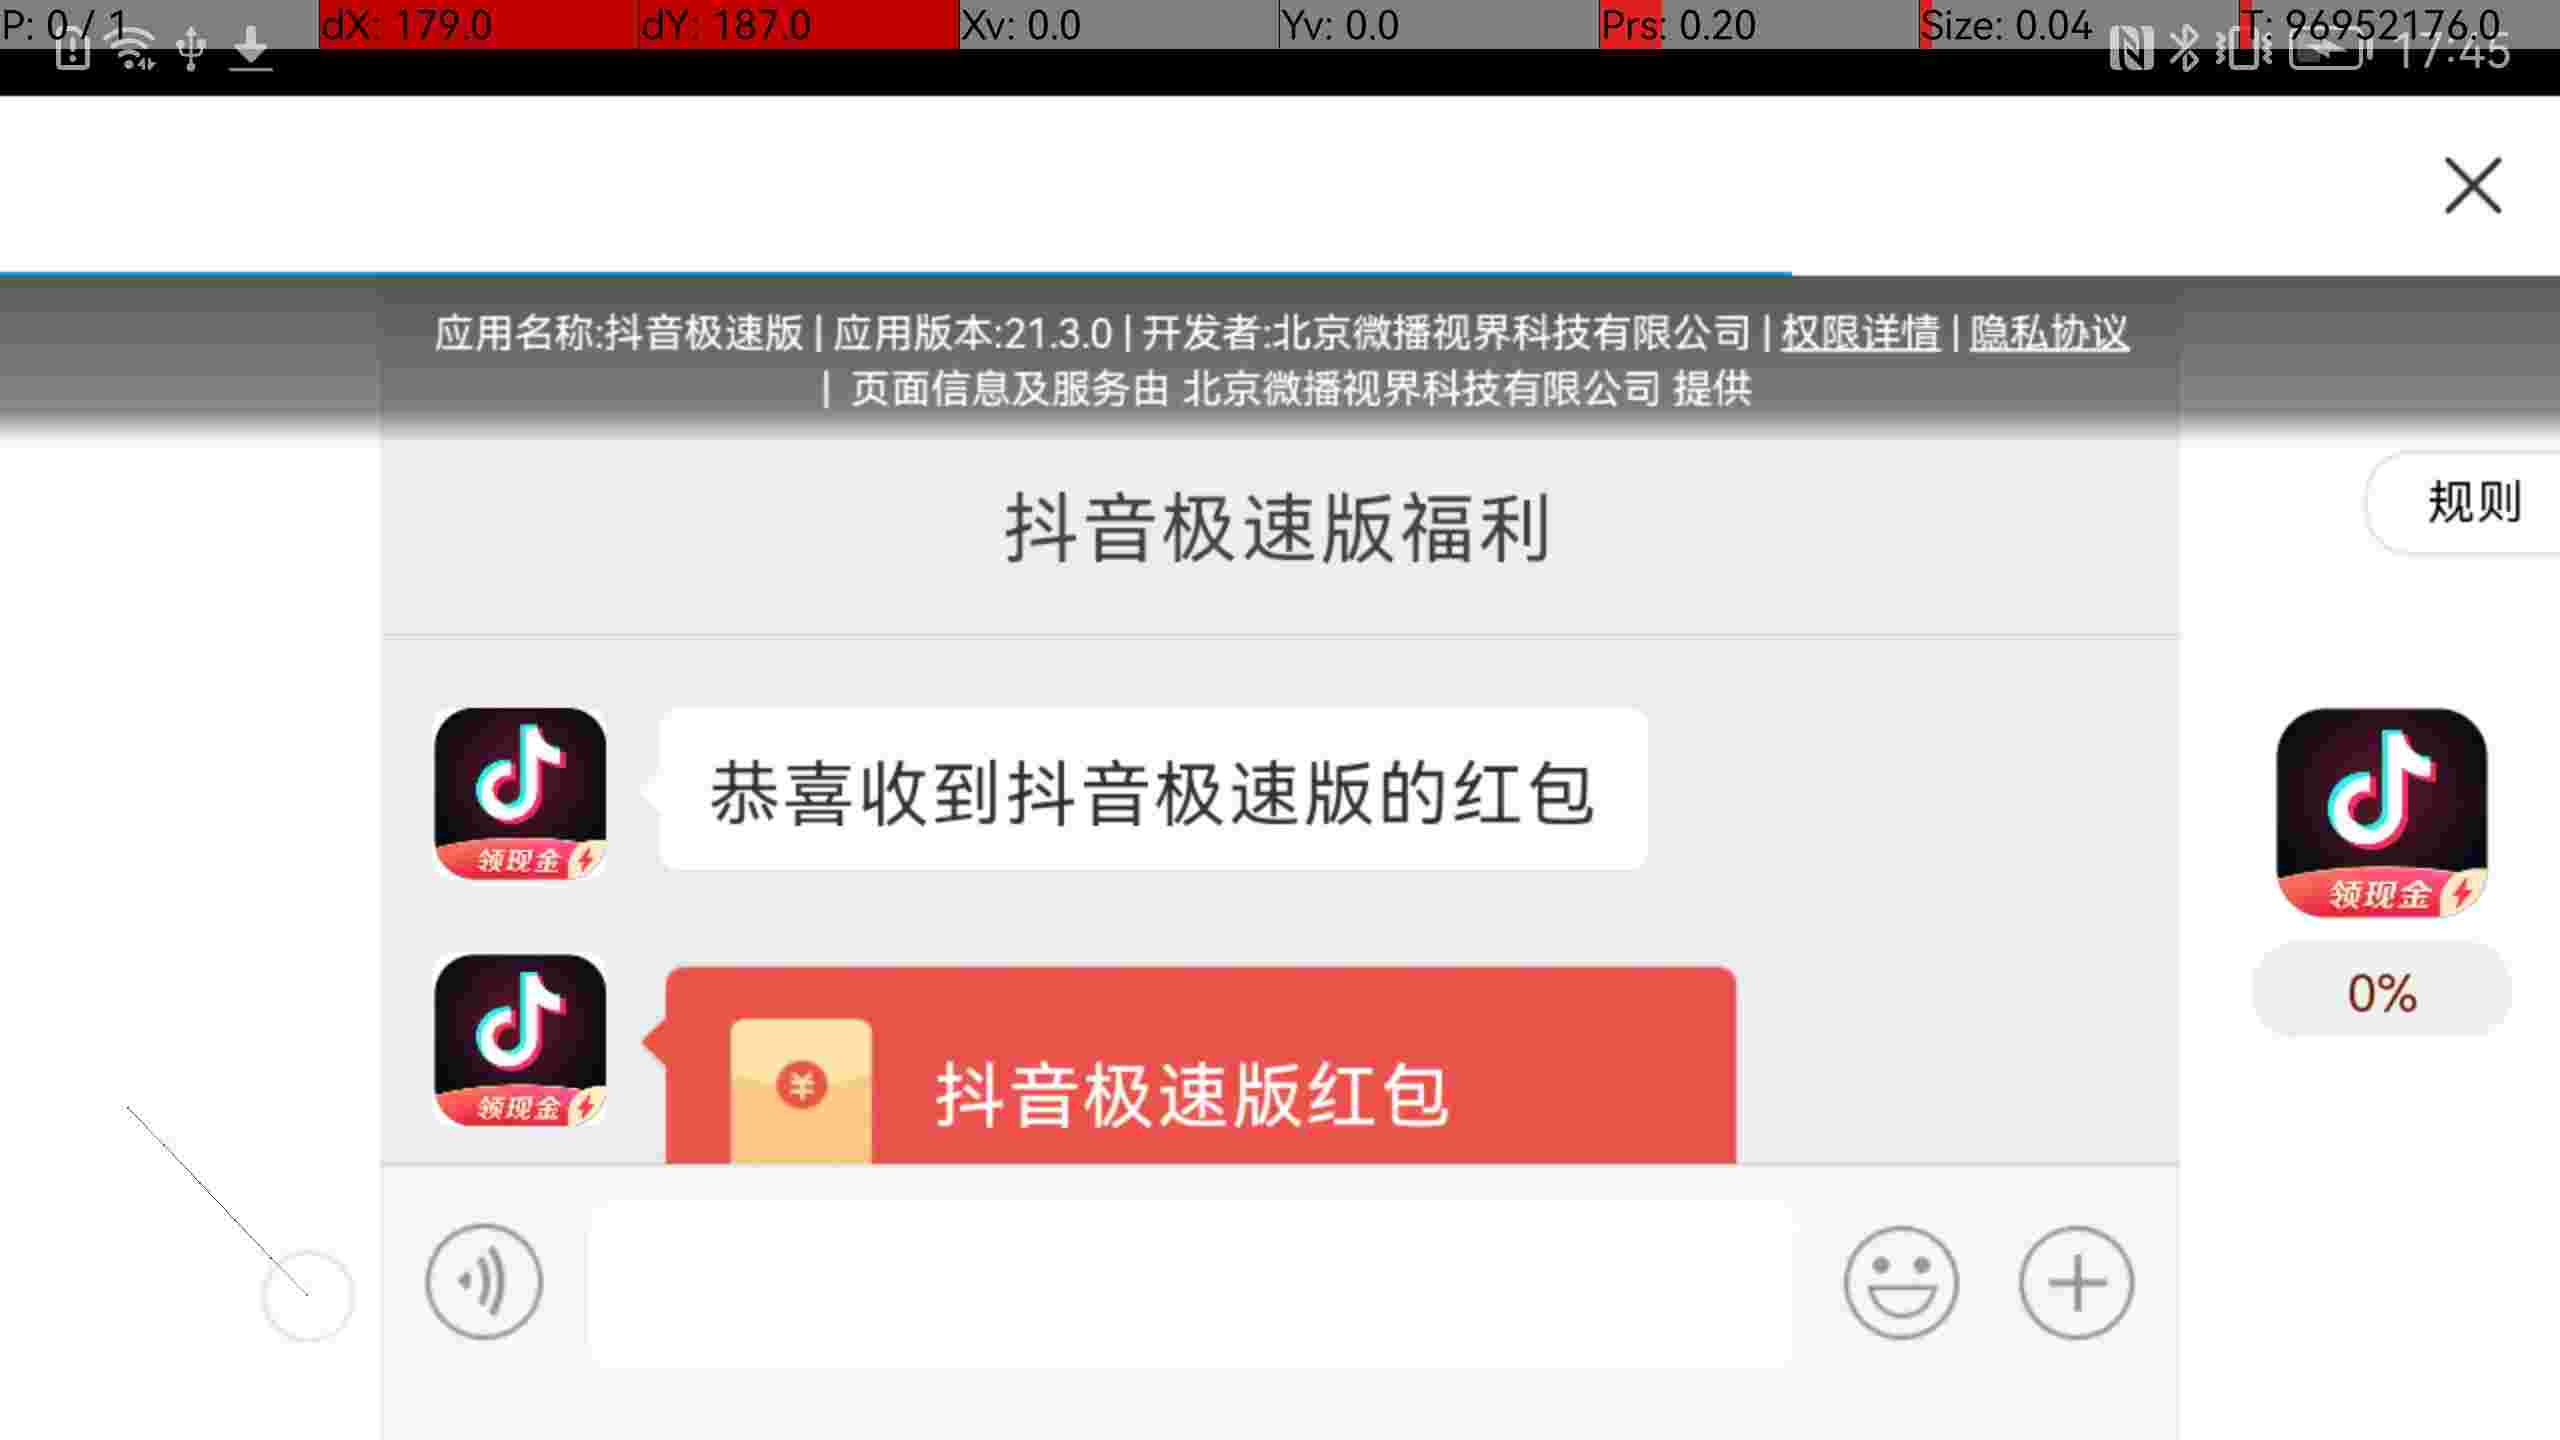 P: 0 / 1 dX: 179.0 dY: 187.0 Xv: 0.0 Yv: 0.0 Prs: 0.20 Size: 0.04 T: 96952176.0
17:45
应用名称:抖音极速版 | 应用版本:21.3.0 | 开发者:北京微播视界科技有限公司 | 权限详情 | 隐私协议
| 页面信息及服务由 北京微播视界科技有限公司 提供
规则
抖音极速版福利
恭喜收到抖音极速版的红包
领现金
领现金
0%
¥
抖音极速版红包
领现金